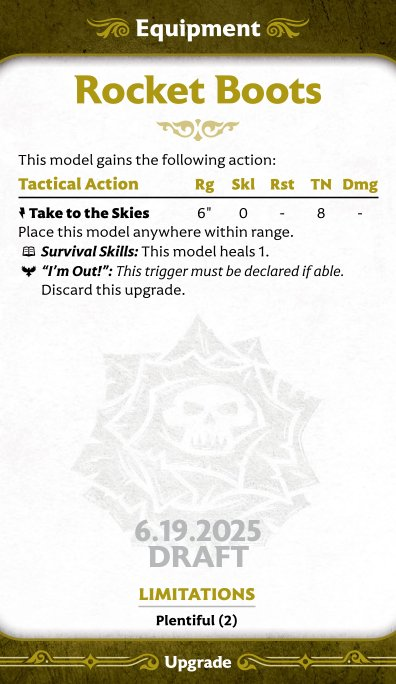 Equipment
Rocket Boots
This model gains the following action:
Tactical Action Rg Skl Rst TN Dmg
Take to the Skies 6" 0 - 8 -
Place this model anywhere within range.
Survival Skills: This model heals 1.
“I’m Out!”: This trigger must be declared if able.
Discard this upgrade.
6.19.2025
DRAFT
LIMITATIONS
Plentiful (2)
Upgrade